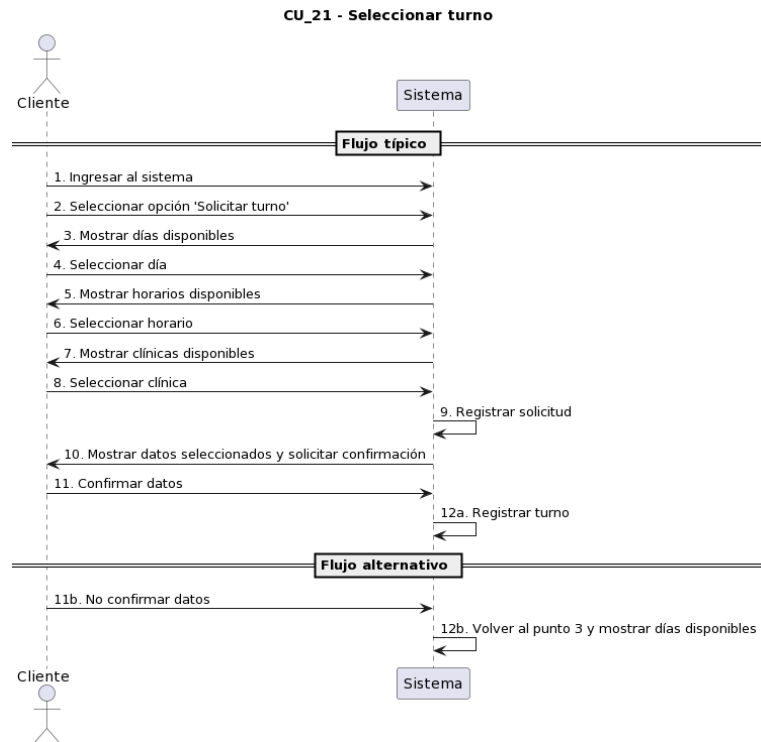 CU_21 - Seleccionar turno
Cliente
Sistema
Flujo típico
1. Ingresar al sistema
2. Seleccionar opción 'Solicitar turno'
3. Mostrar días disponibles
4. Seleccionar día
5. Mostrar horarios disponibles
6. Seleccionar horario
7. Mostrar clínicas disponibles
8. Seleccionar clínica
9. Registrar solicitud
10. Mostrar datos seleccionados y solicitar confirmación
11. Confirmar datos
12a. Registrar turno
Flujo alternativo
11b. No confirmar datos
12b. Volver al punto 3 y mostrar días disponibles
Cliente
Sistema